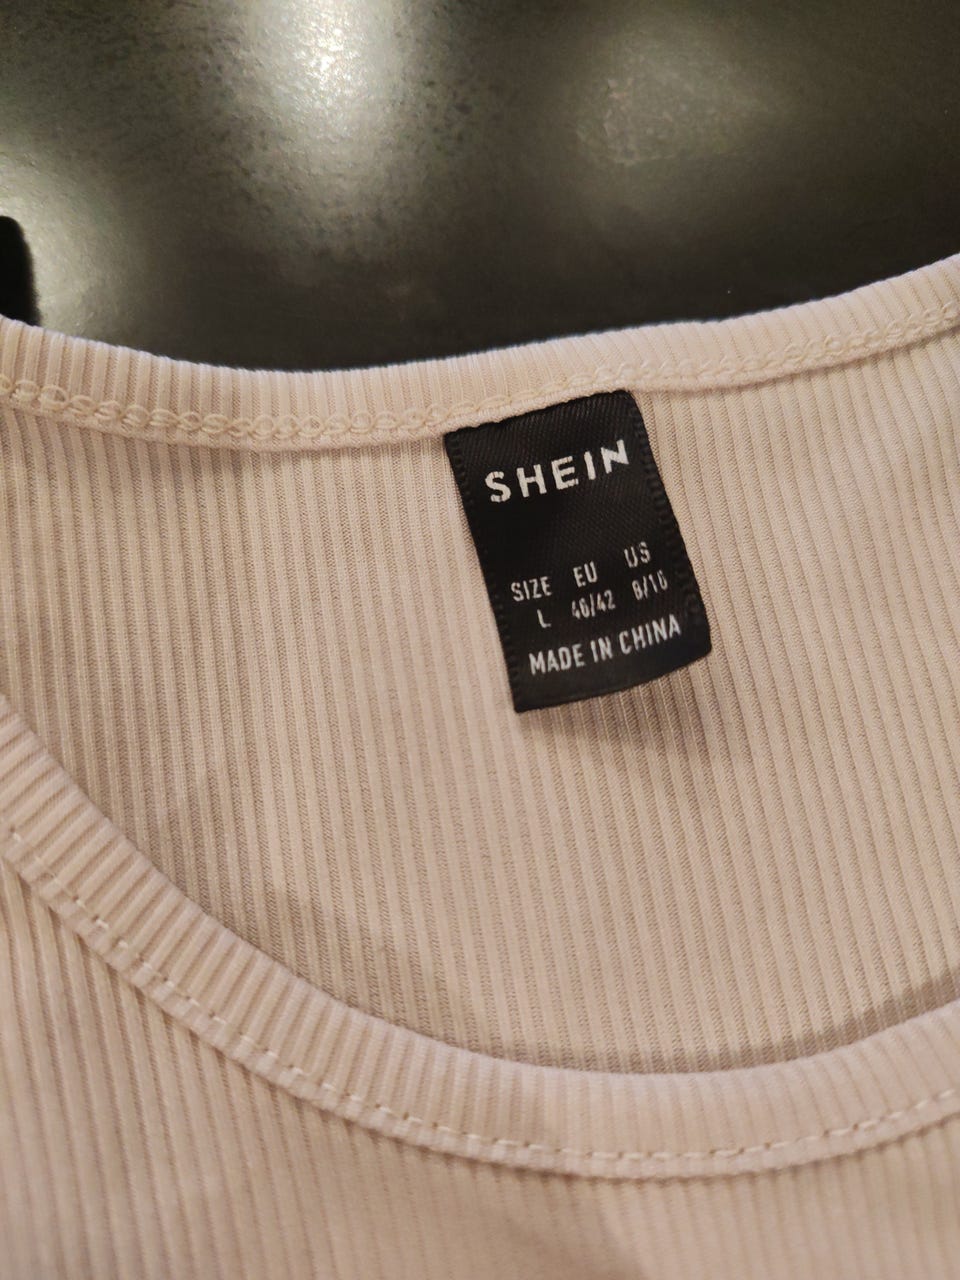 SHEIN
SIZE EU US
L 40/42 8/10
MADE IN CHINA